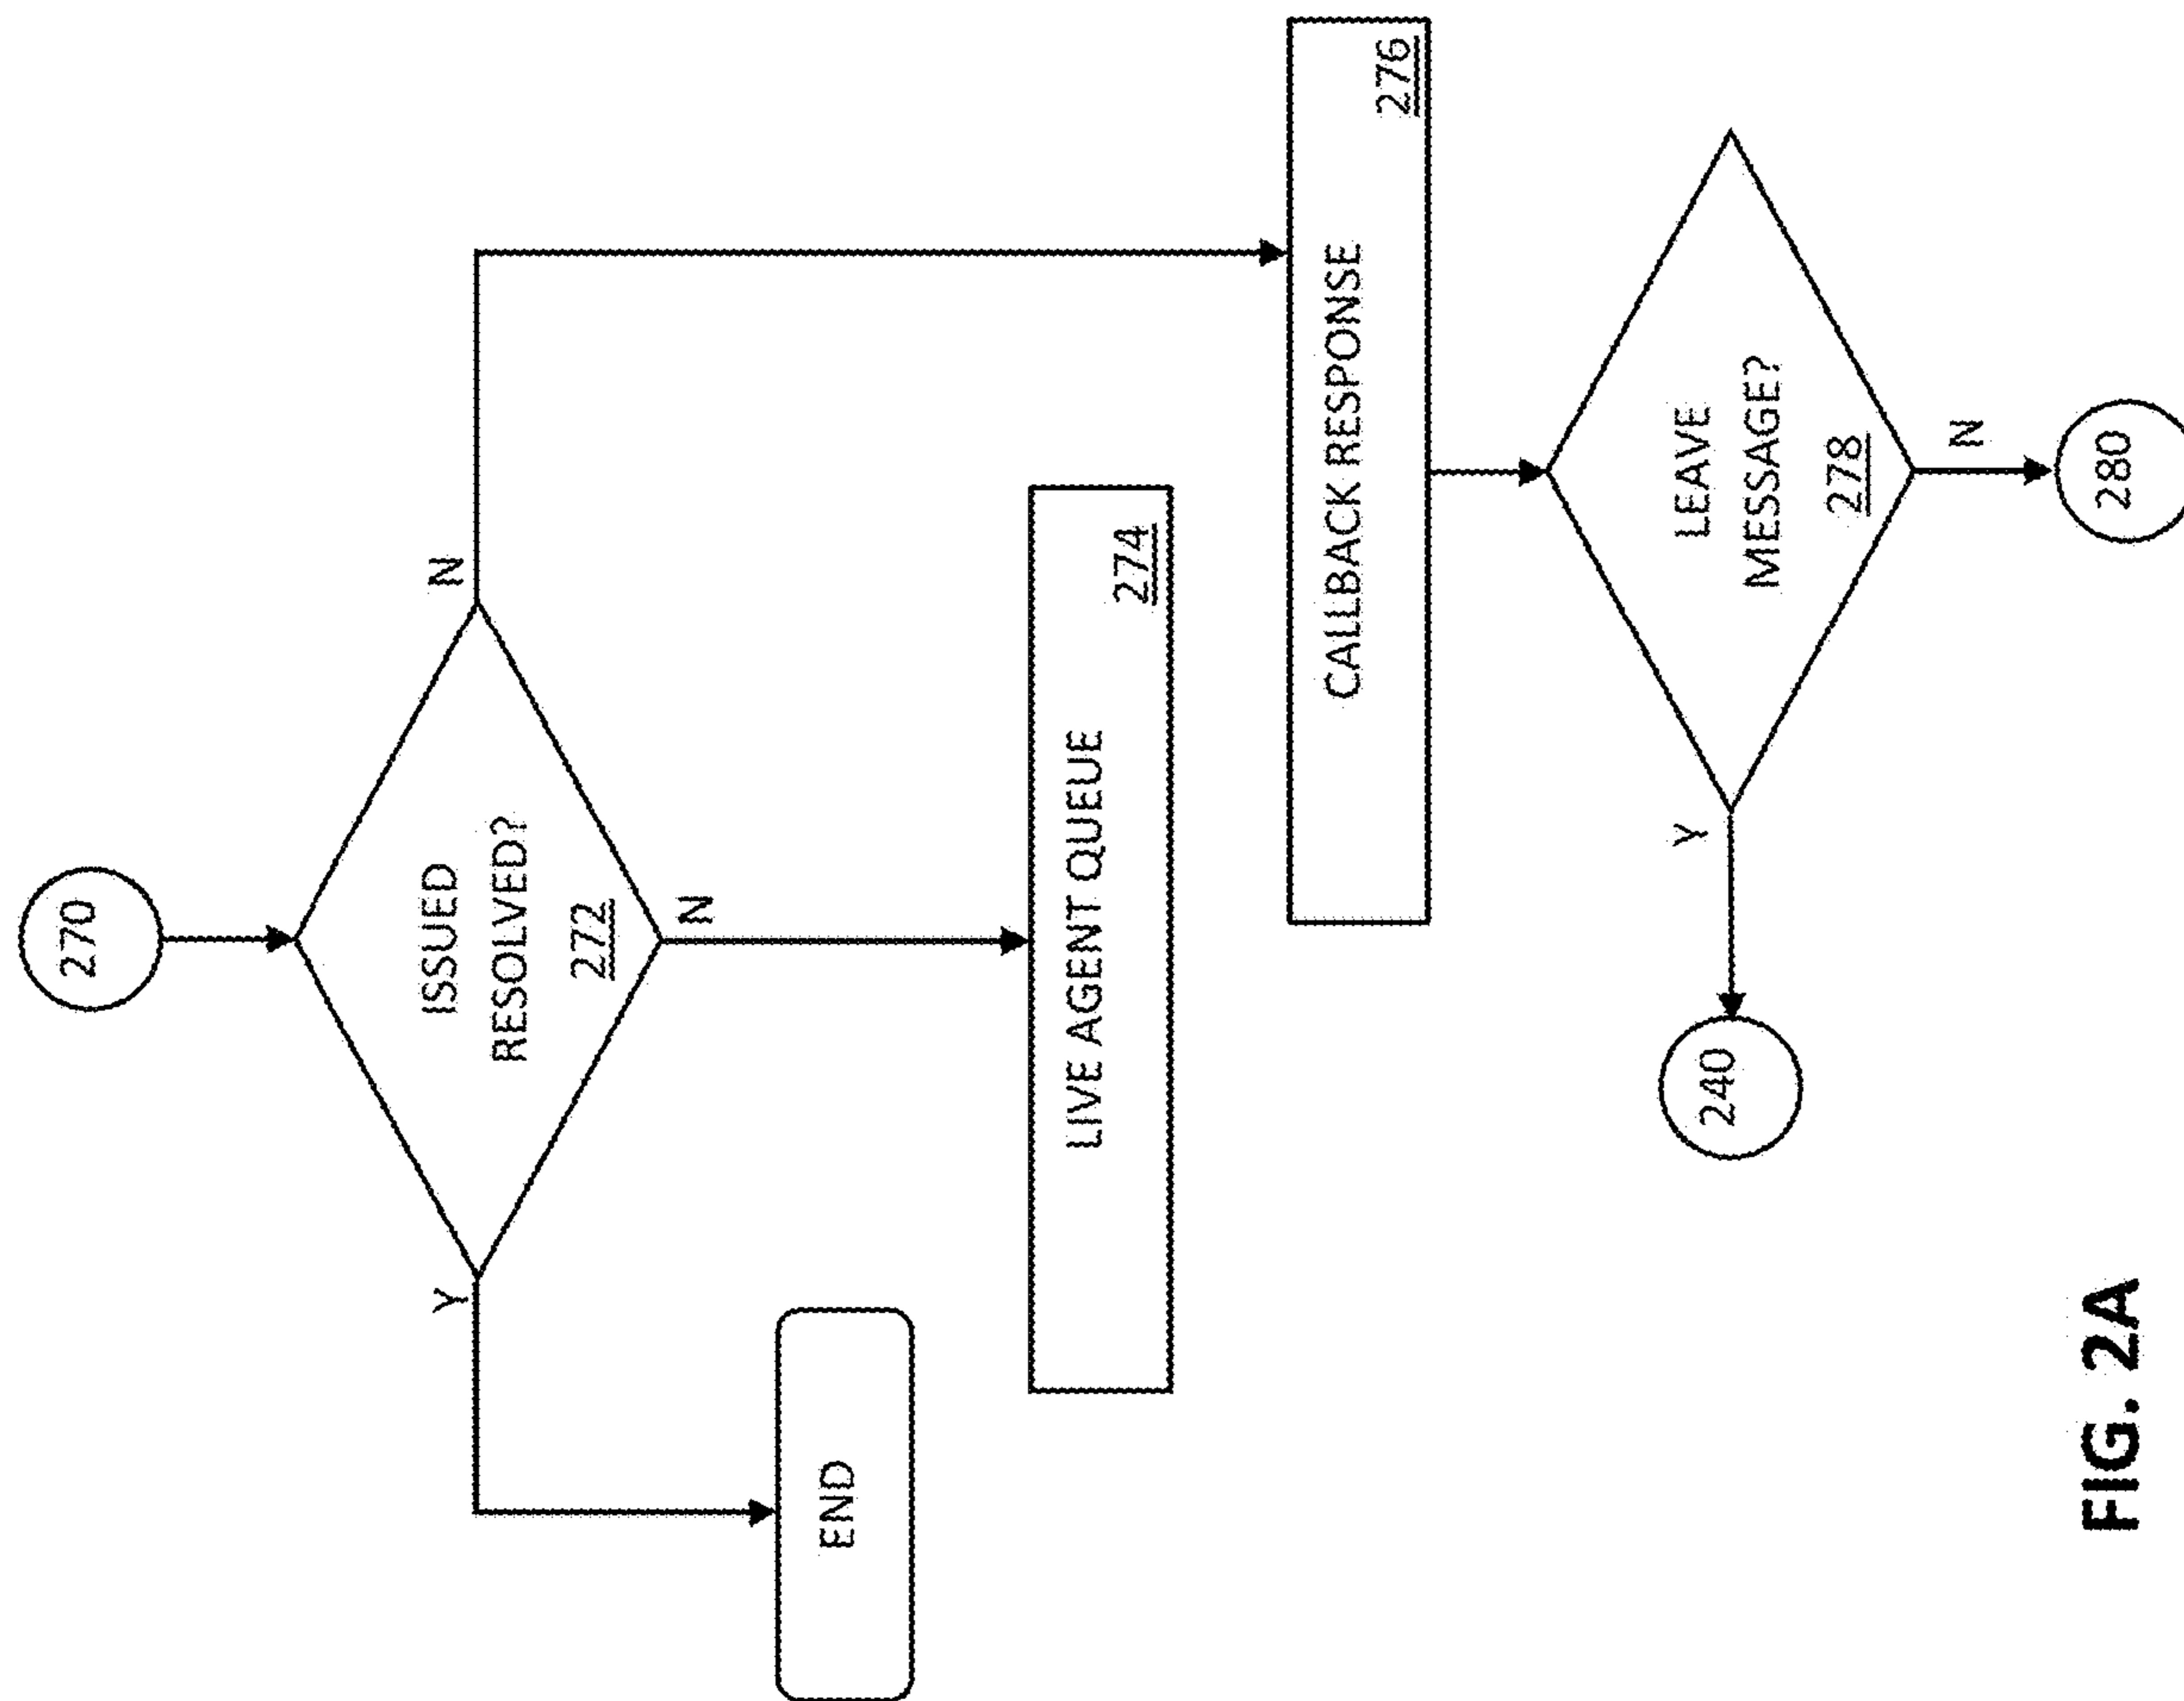 270
ISSUED
RESOLVED?
272
Y
N
N
END
LIVE AGENT QUEUE
274
CALLBACK RESPONSE
276
LEAVE
MESSAGE?
278
Y
N
240
280
FIG. 2A